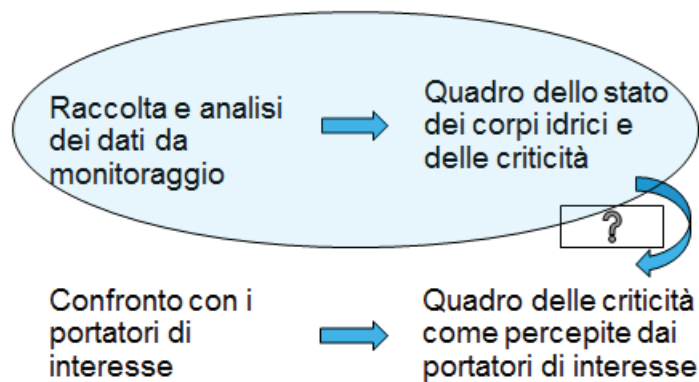 Raccolta e analisi
dei dati da
monitoraggio
Quadro dello stato
dei corpi idrici e
delle criticità
?
Confronto con i
portatori di
interesse
Quadro delle criticità
come percepite dai
portatori di interesse